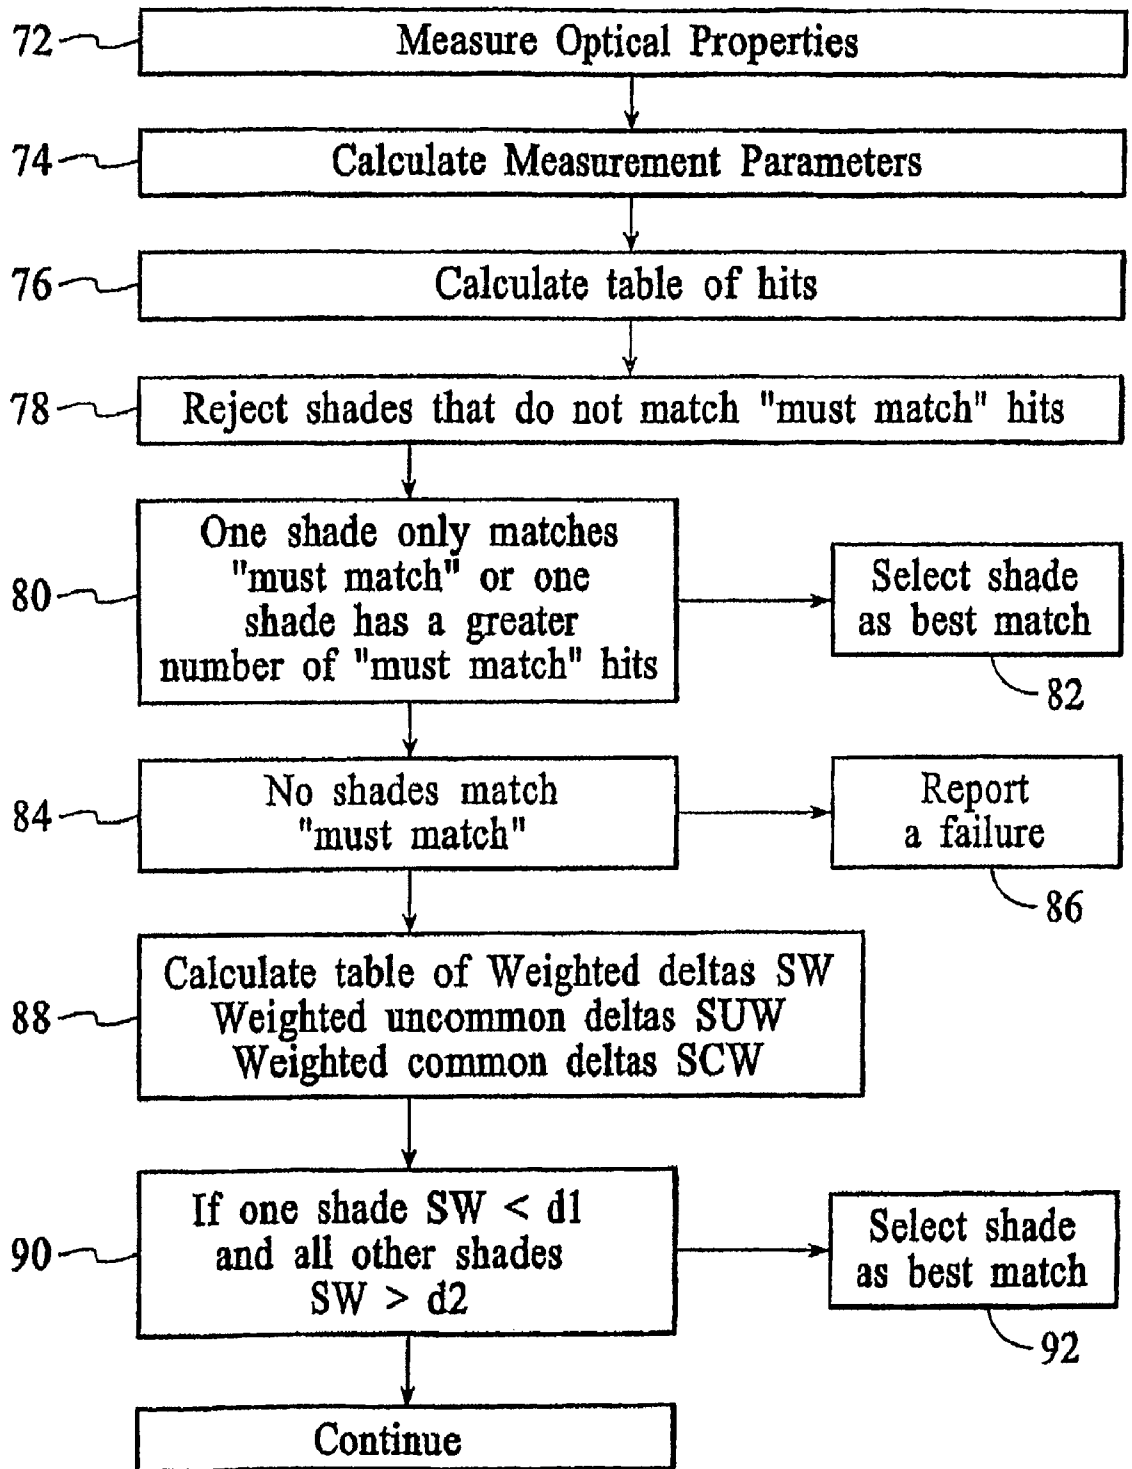 72
Measure Optical Properties
74
Calculate Measurement Parameters
76
Calculate table of hits
78
Reject shades that do not match "must match" hits
80
One shade only matches
"must match" or one
shade has a greater
number of "must match" hits
Select shade
as best match
82
84
No shades match
"must match"
Report
a failure
86
88
Calculate table of Weighted deltas SW
Weighted uncommon deltas SUW
Weighted common deltas SCW
90
If one shade SW < d1
and all other shades
SW > d2
Select shade
as best match
92
Continue